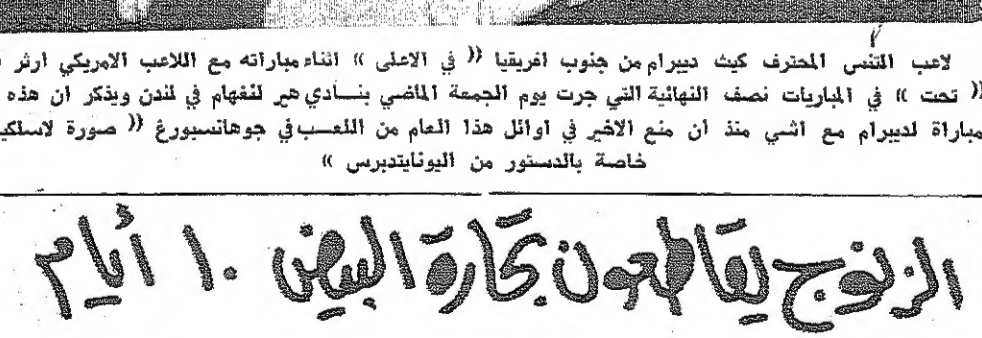 لاعب التنس المحترف كيث ديبرام من جنوب افريقيا (( في الاعلى )) اثناء مباراته مع اللاعب الامريكي ارثر
(( تحت )) في المباريات نصف النهائية التي جرت يوم الجمعة الماضي بنادي هير لنغهام في لندن ويذكر ان هذه
مباراة لديبرام مع اشي منذ ان منع الاخير في اوائل هذا العام من اللعب في جوهانسبورغ (( صورة لاسلكية
خاصة بالدستور من اليونايتدبرس ))
الزنوج يقاطعون تجارة البيض ١٠ أيام